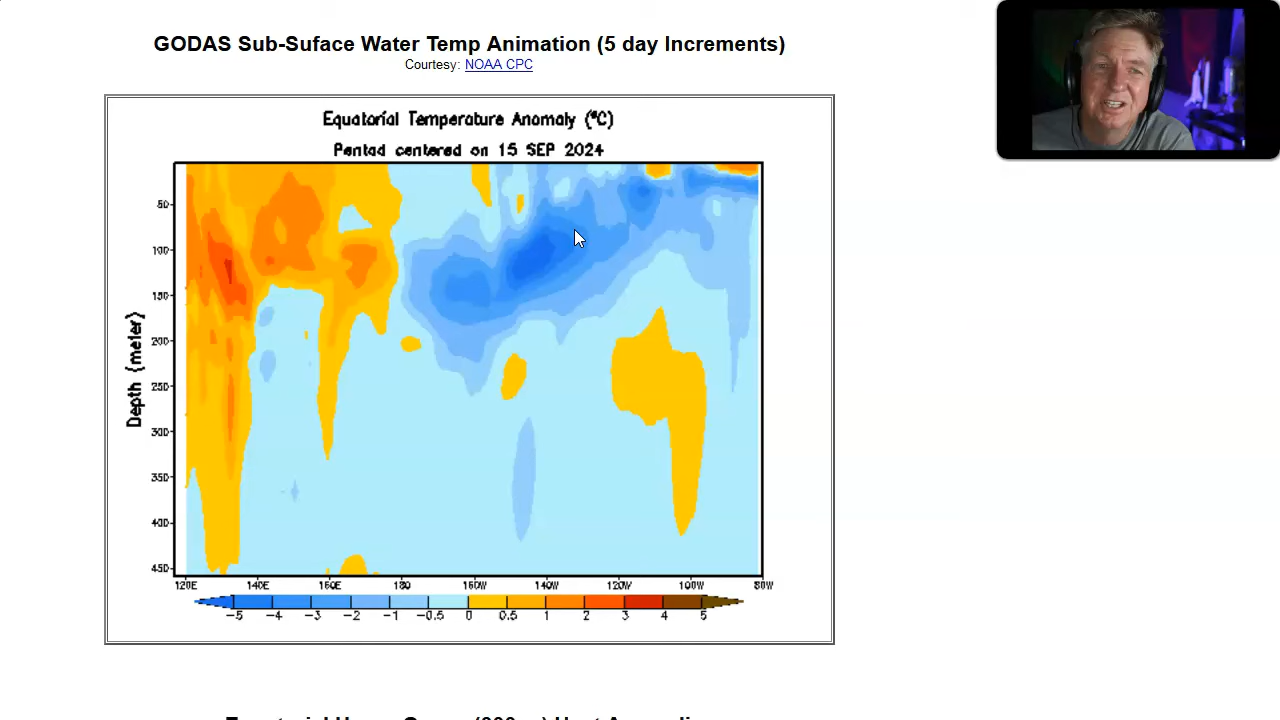 GODAS Sub-Suface Water Temp Animation (5 day Increments)
Courtesy: NOAA CPC
Equatorial Temperature Anomaly (°C)
Pentad centered on 15 SEP 2024
Depth (meter)
50
100
150
200
250
300
350
400
450
120E 140E 160E 180 160W 140W 120W 100W 80W
-5 -4 -3 -2 -1 -0.5 0 0.5 1 2 3 4 5